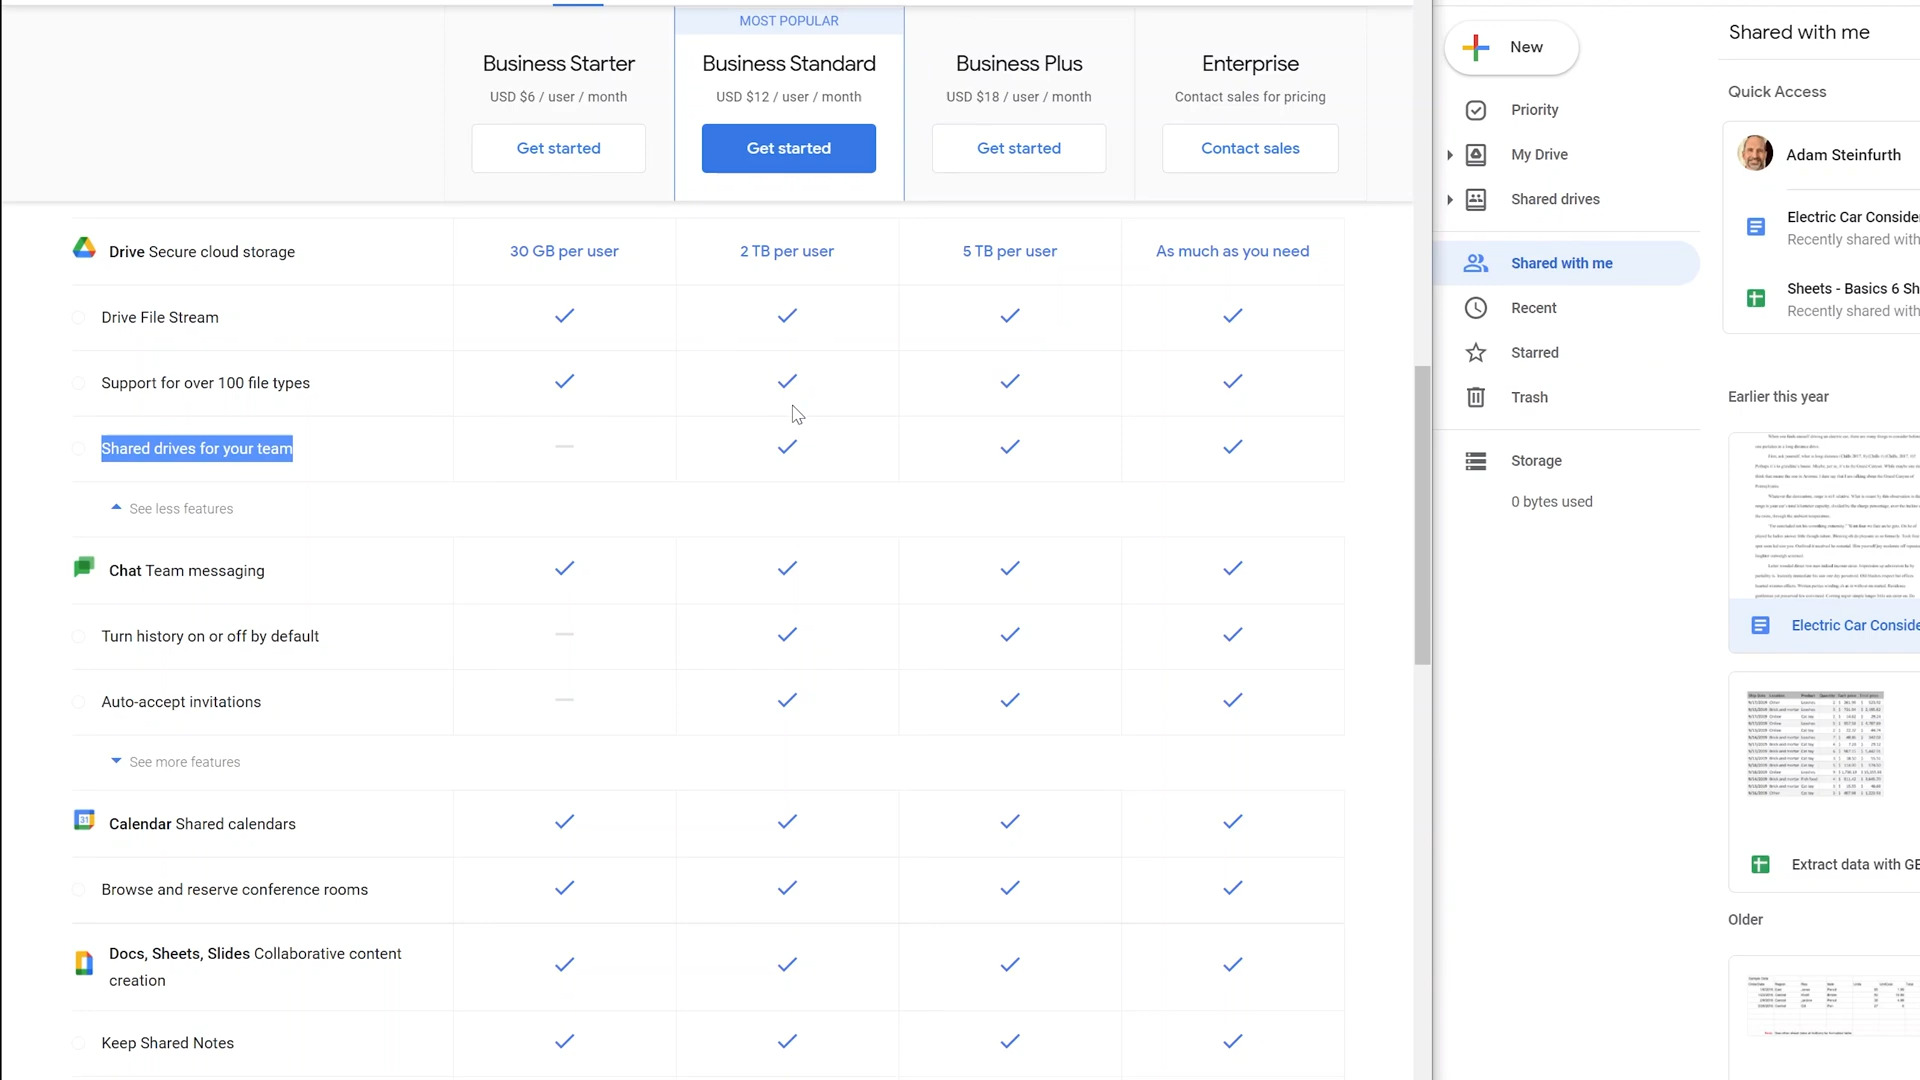 MOST POPULAR
Business Starter
Business Standard
Business Plus
Enterprise
USD $6 / user / month
USD $12 / user / month
USD $18 / user / month
Contact sales for pricing
Get started
Get started
Get started
Contact sales
Drive Secure cloud storage
30 GB per user
2 TB per user
5 TB per user
As much as you need
Drive File Stream
Support for over 100 file types
Shared drives for your team
See less features
Chat Team messaging
Turn history on or off by default
Auto-accept invitations
See more features
31
Calendar Shared calendars
Browse and reserve conference rooms
Docs, Sheets, Slides Collaborative content
creation
Keep Shared Notes
New
Priority
My Drive
Shared drives
Shared with me
Recent
Starred
Trash
Storage
0 bytes used
Shared with me
Quick Access
Adam Steinfurth
Electric Car Conside
Recently shared with
Sheets - Basics 6 Sh
Recently shared with
Earlier this year
Electric Car Conside
Extract data with GE
Older